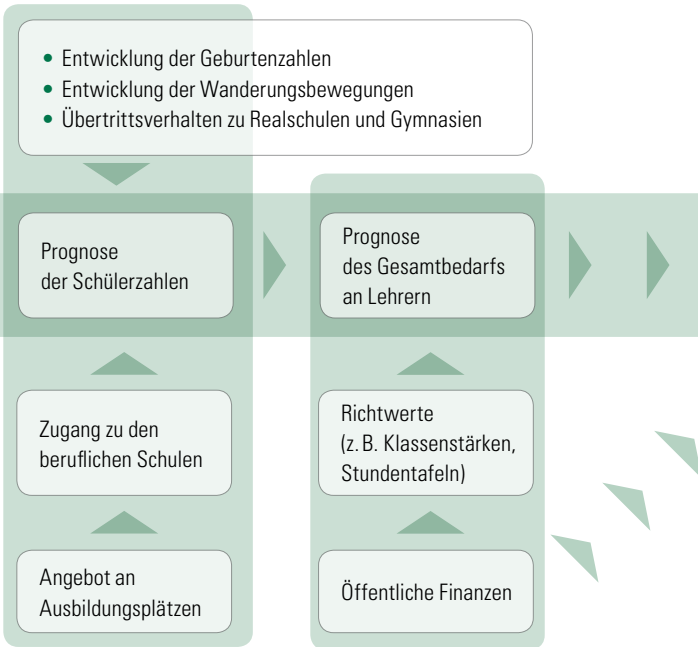 • Entwicklung der Geburtenzahlen
• Entwicklung der Wanderungsbewegungen
• Übertrittsverhalten zu Realschulen und Gymnasien
Prognose
der Schülerzahlen
Prognose
des Gesamtbedarfs
an Lehrern
Zugang zu den
beruflichen Schulen
Richtwerte
(z. B. Klassenstärken,
Stundentafeln)
Angebot an
Ausbildungsplätzen
Öffentliche Finanzen